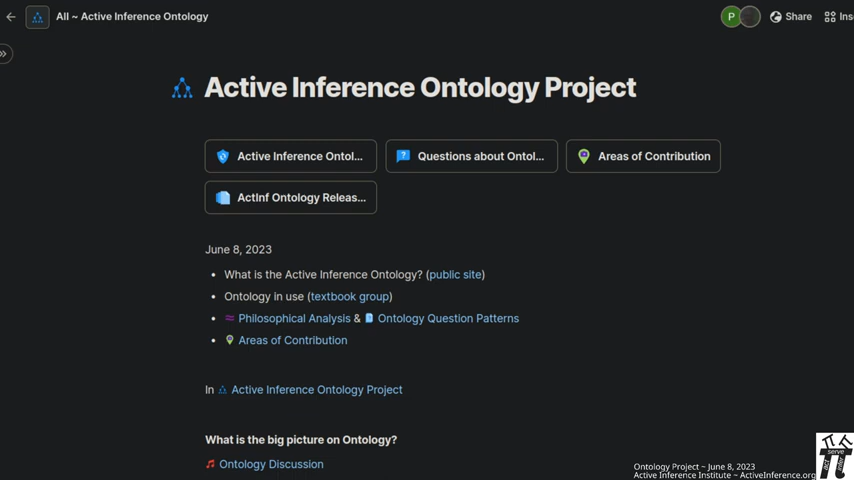 All ~ Active Inference Ontology
P
Share
Ins
Active Inference Ontology Project
Active Inference Ontol...
Questions about Ontol...
Areas of Contribution
ActInf Ontology Releas...
June 8, 2023
• What is the Active Inference Ontology? (public site)
• Ontology in use (textbook group)
• Philosophical Analysis & Ontology Question Patterns
• Areas of Contribution
In Active Inference Ontology Project
What is the big picture on Ontology?
Ontology Discussion
Ontology Project ~ June 8, 2023
Active Inference Institute ~ ActiveInference.org
serve